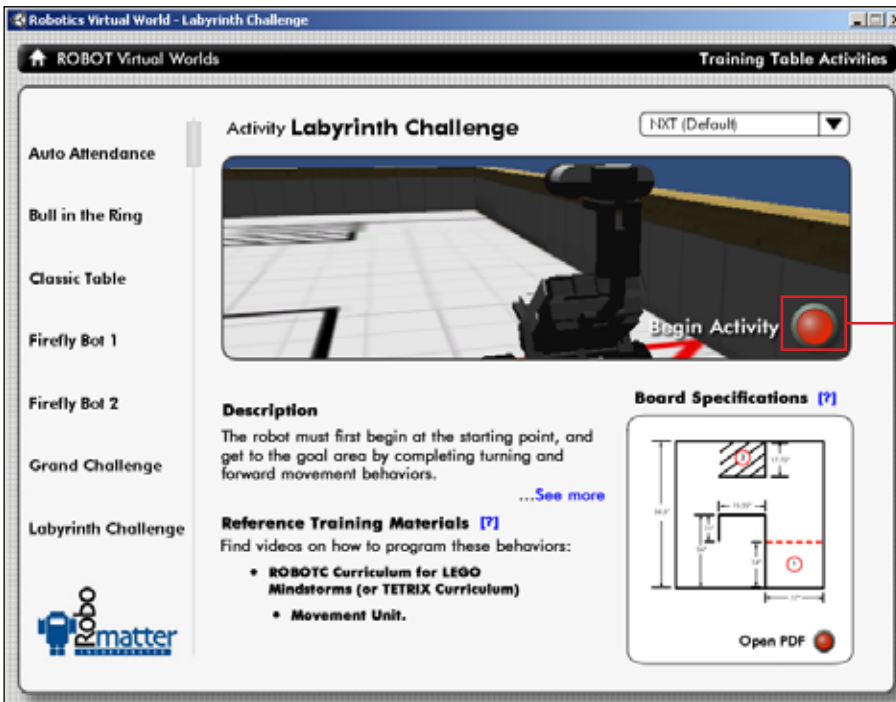 Robotics Virtual World - Labyrinth Challenge
ROBOT Virtual Worlds
Training Table Activities
Auto Attendance
Bull in the Ring
Classic Table
Firefly Bot 1
Firefly Bot 2
Grand Challenge
Labyrinth Challenge
Robomatter
INCORPORATED
Activity Labyrinth Challenge
NXT (Default)
Begin Activity
Description
The robot must first begin at the starting point, and
get to the goal area by completing turning and
forward movement behaviors.
...See more
Reference Training Materials [?]
Find videos on how to program these behaviors:
• ROBOTC Curriculum for LEGO
Mindstorms (or TETRIX Curriculum)
• Movement Unit.
Board Specifications [?]
1
Open PDF